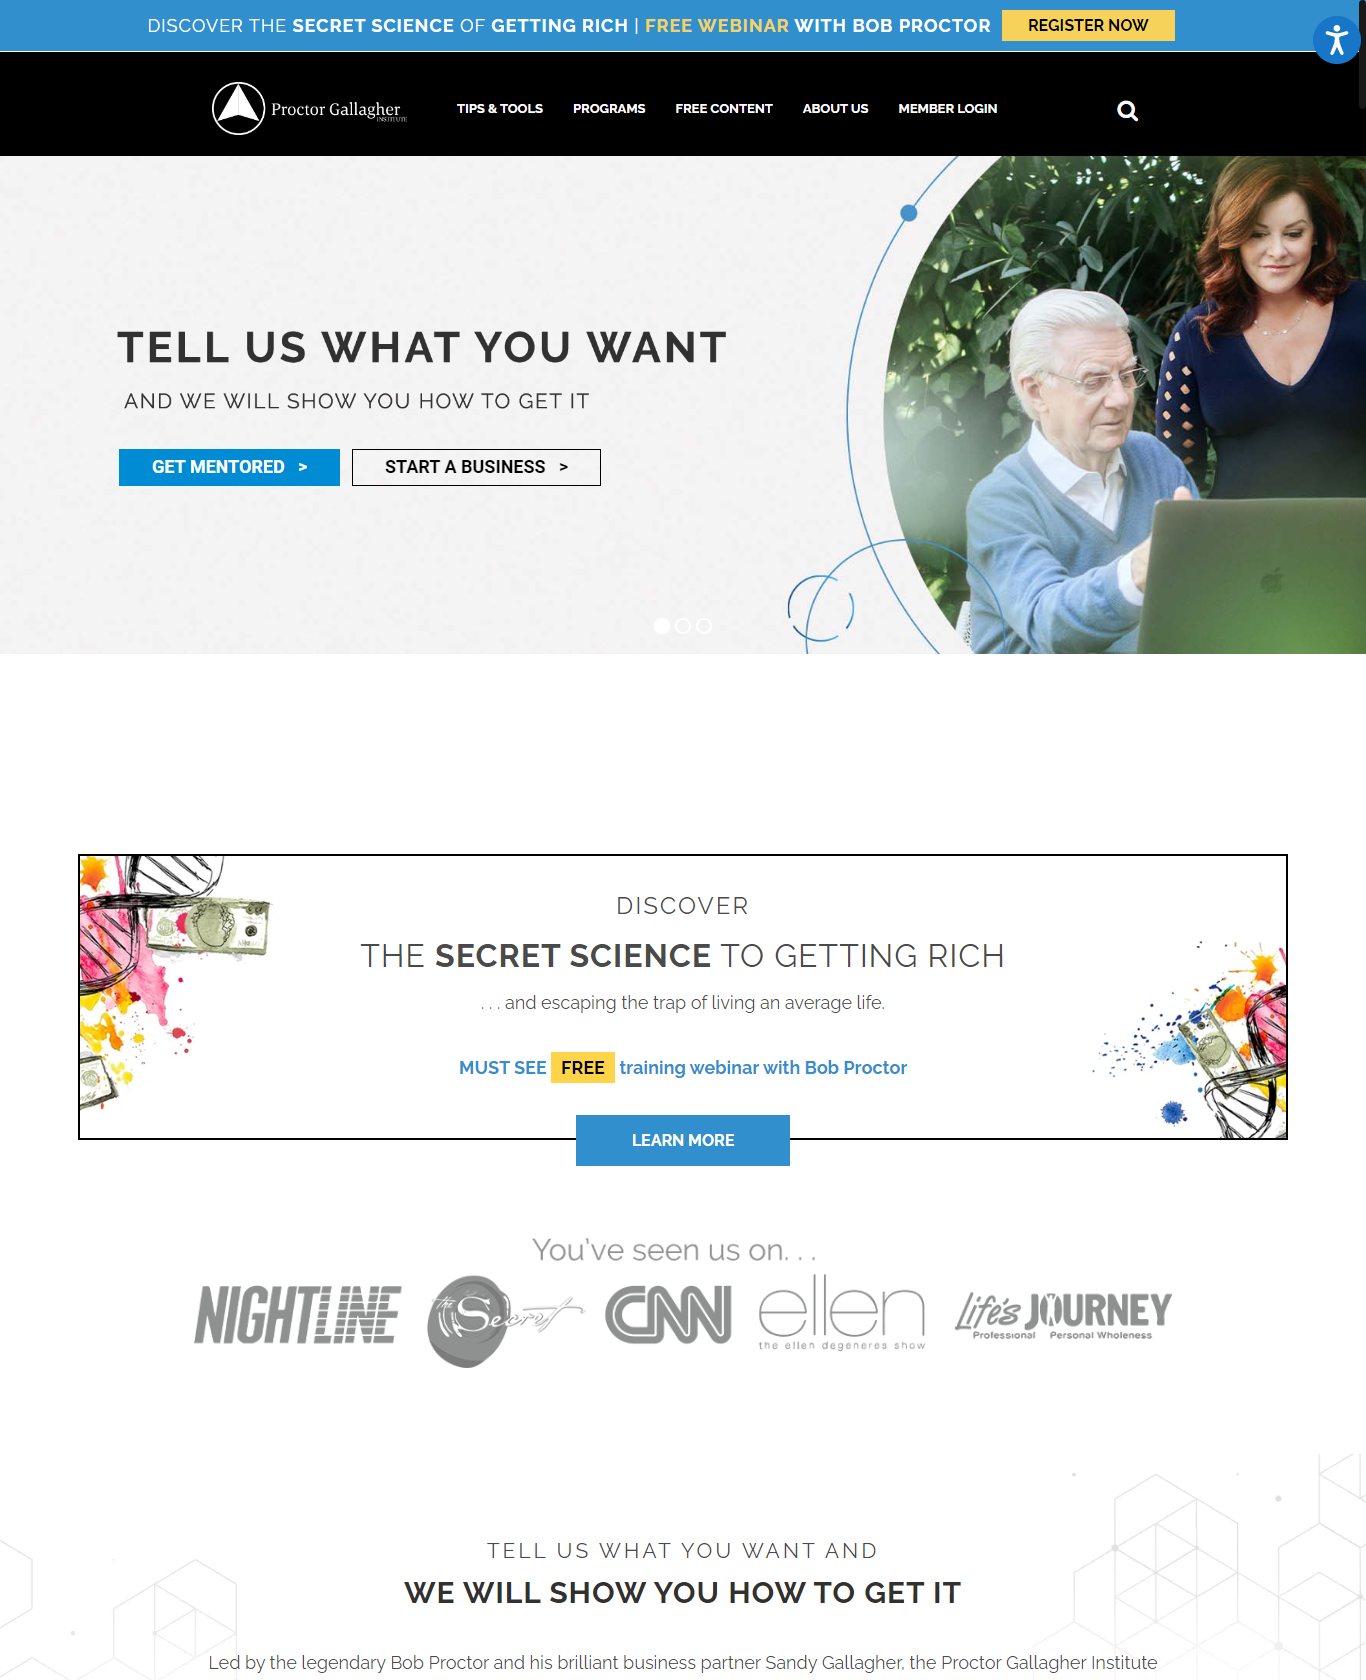 DISCOVER THE SECRET SCIENCE OF GETTING RICH | FREE WEBINAR WITH BOB PROCTOR REGISTER NOW
Proctor Gallagher
INSTITUTE
TIPS & TOOLS PROGRAMS FREE CONTENT ABOUT US MEMBER LOGIN
TELL US WHAT YOU WANT
AND WE WILL SHOW YOU HOW TO GET IT
GET MENTORED >
START A BUSINESS >
DISCOVER
THE SECRET SCIENCE TO GETTING RICH
. . . and escaping the trap of living an average life.
MUST SEE FREE training webinar with Bob Proctor
LEARN MORE
You've seen us on. . .
NIGHTLINE
the Secret
CNN
ellen
the ellen degeneres show
Life's JOURNEY
Professional Personal Wholeness
TELL US WHAT YOU WANT AND
WE WILL SHOW YOU HOW TO GET IT
Led by the legendary Bob Proctor and his brilliant business partner Sandy Gallagher, the Proctor Gallagher Institute